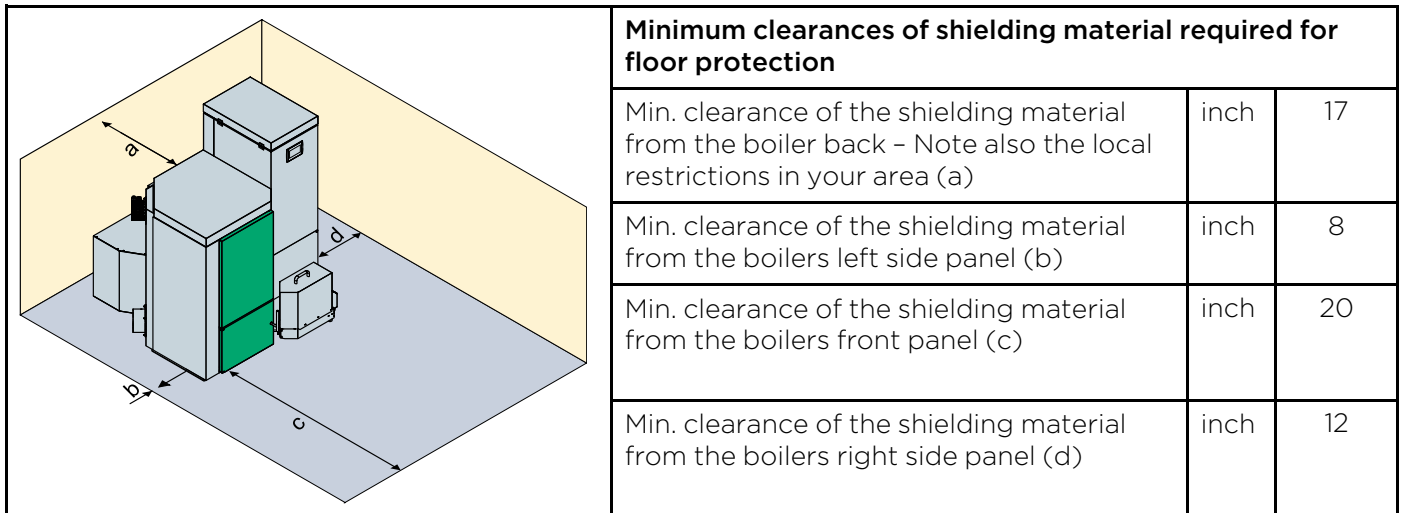 Minimum clearances of shielding material required for
floor protection
Min. clearance of the shielding material
from the boiler back – Note also the local
restrictions in your area (a)
inch
17
Min. clearance of the shielding material
from the boilers left side panel (b)
inch
8
Min. clearance of the shielding material
from the boilers front panel (c)
inch
20
Min. clearance of the shielding material
from the boilers right side panel (d)
inch
12
a
d
b
c